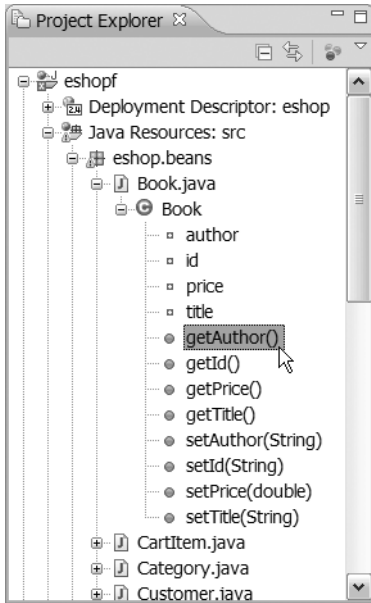 Project Explorer
eshopf
Deployment Descriptor: eshop
Java Resources: src
eshop.beans
Book.java
Book
author
id
price
title
getAuthor()
getId()
getPrice()
getTitle()
setAuthor(String)
setId(String)
setPrice(double)
setTitle(String)
CartItem.java
Category.java
Customer.java